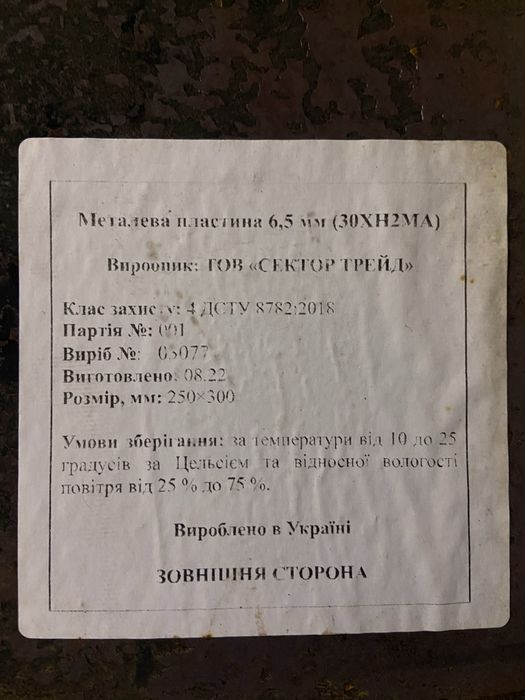 Металева пластина 6,5 мм (30ХН2МА)
Виробник: ТОВ «СЕКТОР ТРЕЙД»
Клас захисту: 4 ДСТУ 8782:2018
Партія №: 001
Виріб №: 03077
Виготовлено: 08.22
Розмір, мм: 250×300
Умови зберігання: за температури від 10 до 25
градусів за Цельсієм та відносної вологості
повітря від 25 % до 75 %.
Вироблено в Україні
ЗОВНІШНЯ СТОРОНА